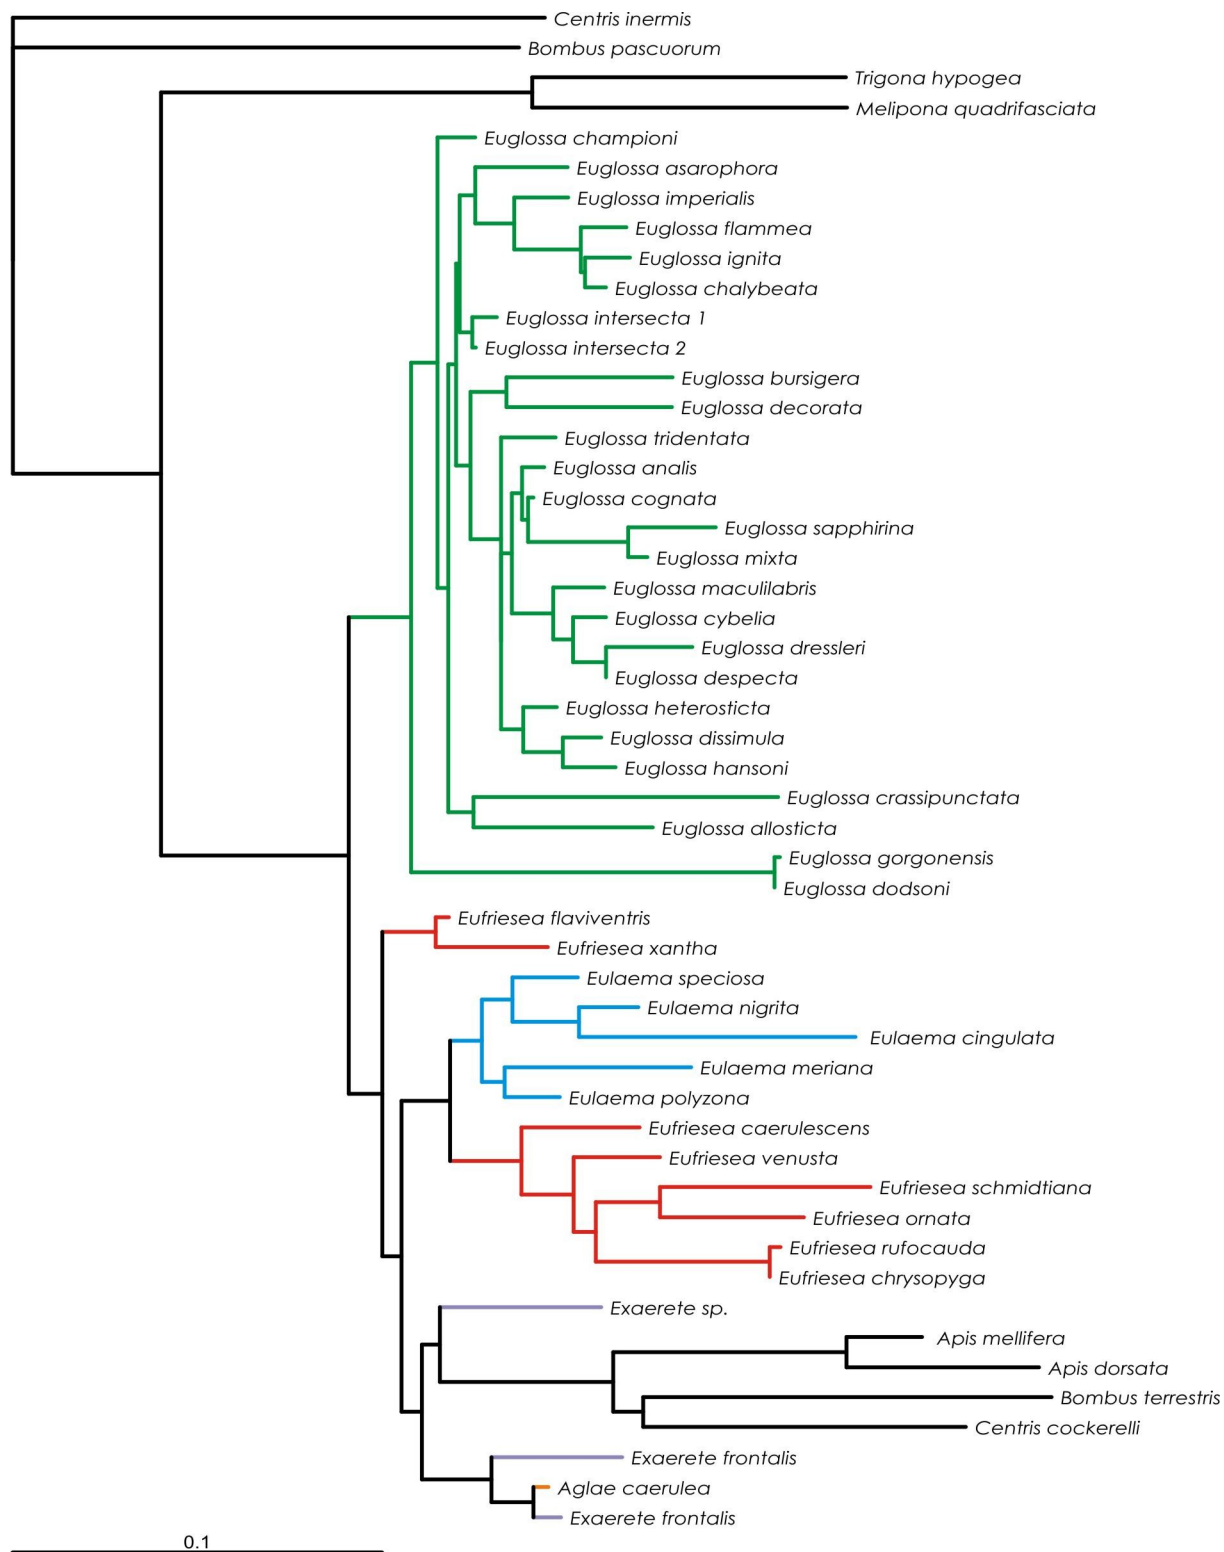 Centris inermis
Bombus pascuorum
Trigona hypogea
Melipona quadrifasciata
Euglossa championi
Euglossa asarophora
Euglossa imperialis
Euglossa flammea
Euglossa ignita
Euglossa chalybeata
Euglossa intersecta 1
Euglossa intersecta 2
Euglossa bursigera
Euglossa decorata
Euglossa tridentata
Euglossa analis
Euglossa cognata
Euglossa sapphirina
Euglossa mixta
Euglossa maculilabris
Euglossa cybelia
Euglossa dressleri
Euglossa despecta
Euglossa heterosticta
Euglossa dissimula
Euglossa hansoni
Euglossa crassipunctata
Euglossa allosticta
Euglossa gorgonensis
Euglossa dodsoni
Eufriesea flaviventris
Eufriesea xantha
Eulaema speciosa
Eulaema nigrita
Eulaema cingulata
Eulaema meriana
Eulaema polyzona
Eufriesea caerulescens
Eufriesea venusta
Eufriesea schmidtiana
Eufriesea ornata
Eufriesea rufocauda
Eufriesea chrysopyga
Exaerete sp.
Apis mellifera
Apis dorsata
Bombus terrestris
Centris cockerelli
Exaerete frontalis
Aglae caerulea
Exaerete frontalis
0.1